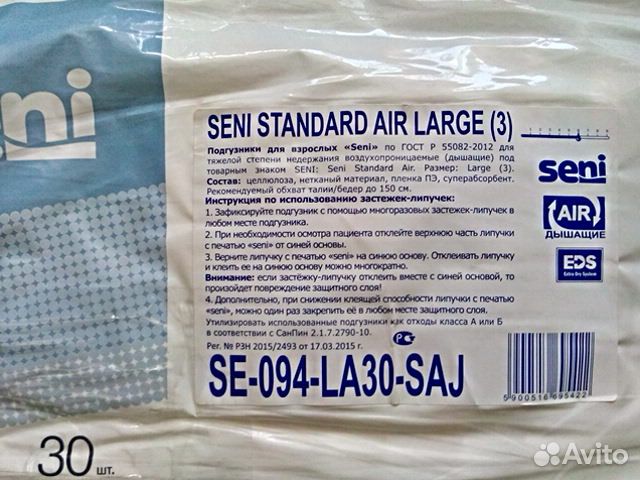 eni
SENI STANDARD AIR LARGE (3)
Подгузники для взрослых «Seni» по ГОСТ Р 55082-2012 для
тяжелой степени недержания воздухопроницаемые (дышащие) под
товарным знаком SENI: Seni Standard Air. Размер: Large (3).
Состав: целлюлоза, нетканый материал, пленка ПЭ, суперабсорбент.
Рекомендуемый обхват талии/бедер до 150 см.
Инструкция по использованию застежек-липучек:
1. Зафиксируйте подгузник с помощью многоразовых застежек-липучек в
любом месте подгузника.
2. При необходимости осмотра пациента отклейте верхнюю часть липучки
с печатью «seni» от синей основы.
3. Верните липучку с печатью «seni» на синюю основу. Отклеивать липучку
и клеить ее на синюю основу можно многократно.
Внимание: если застёжку-липучку отклеить вместе с синей основой, то
произойдет повреждение защитного слоя!
4. Дополнительно, при снижении клеящей способности липучки с печатью
«seni», можно один раз закрепить её в любом месте защитного слоя.
Утилизировать использованные подгузники как отходы класса А или Б
в соответствии с СанПин 2.1.7.2790-10.
Рег. № РЗН 2015/2493 от 17.03.2015 г.
SE-094-LA30-SAJ
seni
AIR
ДЫШАЩИЕ
EDS
Extra Dry System
5 900516 695422
30 шт.
Avito